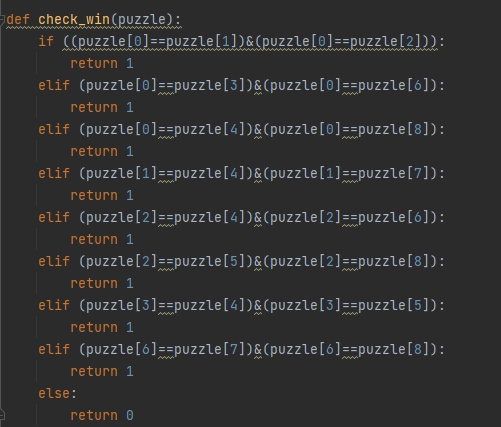 def check_win(puzzle):
    if ((puzzle[0]==puzzle[1])&(puzzle[0]==puzzle[2])):
        return 1
    elif (puzzle[0]==puzzle[3])&(puzzle[0]==puzzle[6]):
        return 1
    elif (puzzle[0]==puzzle[4])&(puzzle[0]==puzzle[8]):
        return 1
    elif (puzzle[1]==puzzle[4])&(puzzle[1]==puzzle[7]):
        return 1
    elif (puzzle[2]==puzzle[4])&(puzzle[2]==puzzle[6]):
        return 1
    elif (puzzle[2]==puzzle[5])&(puzzle[2]==puzzle[8]):
        return 1
    elif (puzzle[3]==puzzle[4])&(puzzle[3]==puzzle[5]):
        return 1
    elif (puzzle[6]==puzzle[7])&(puzzle[6]==puzzle[8]):
        return 1
    else:
        return 0